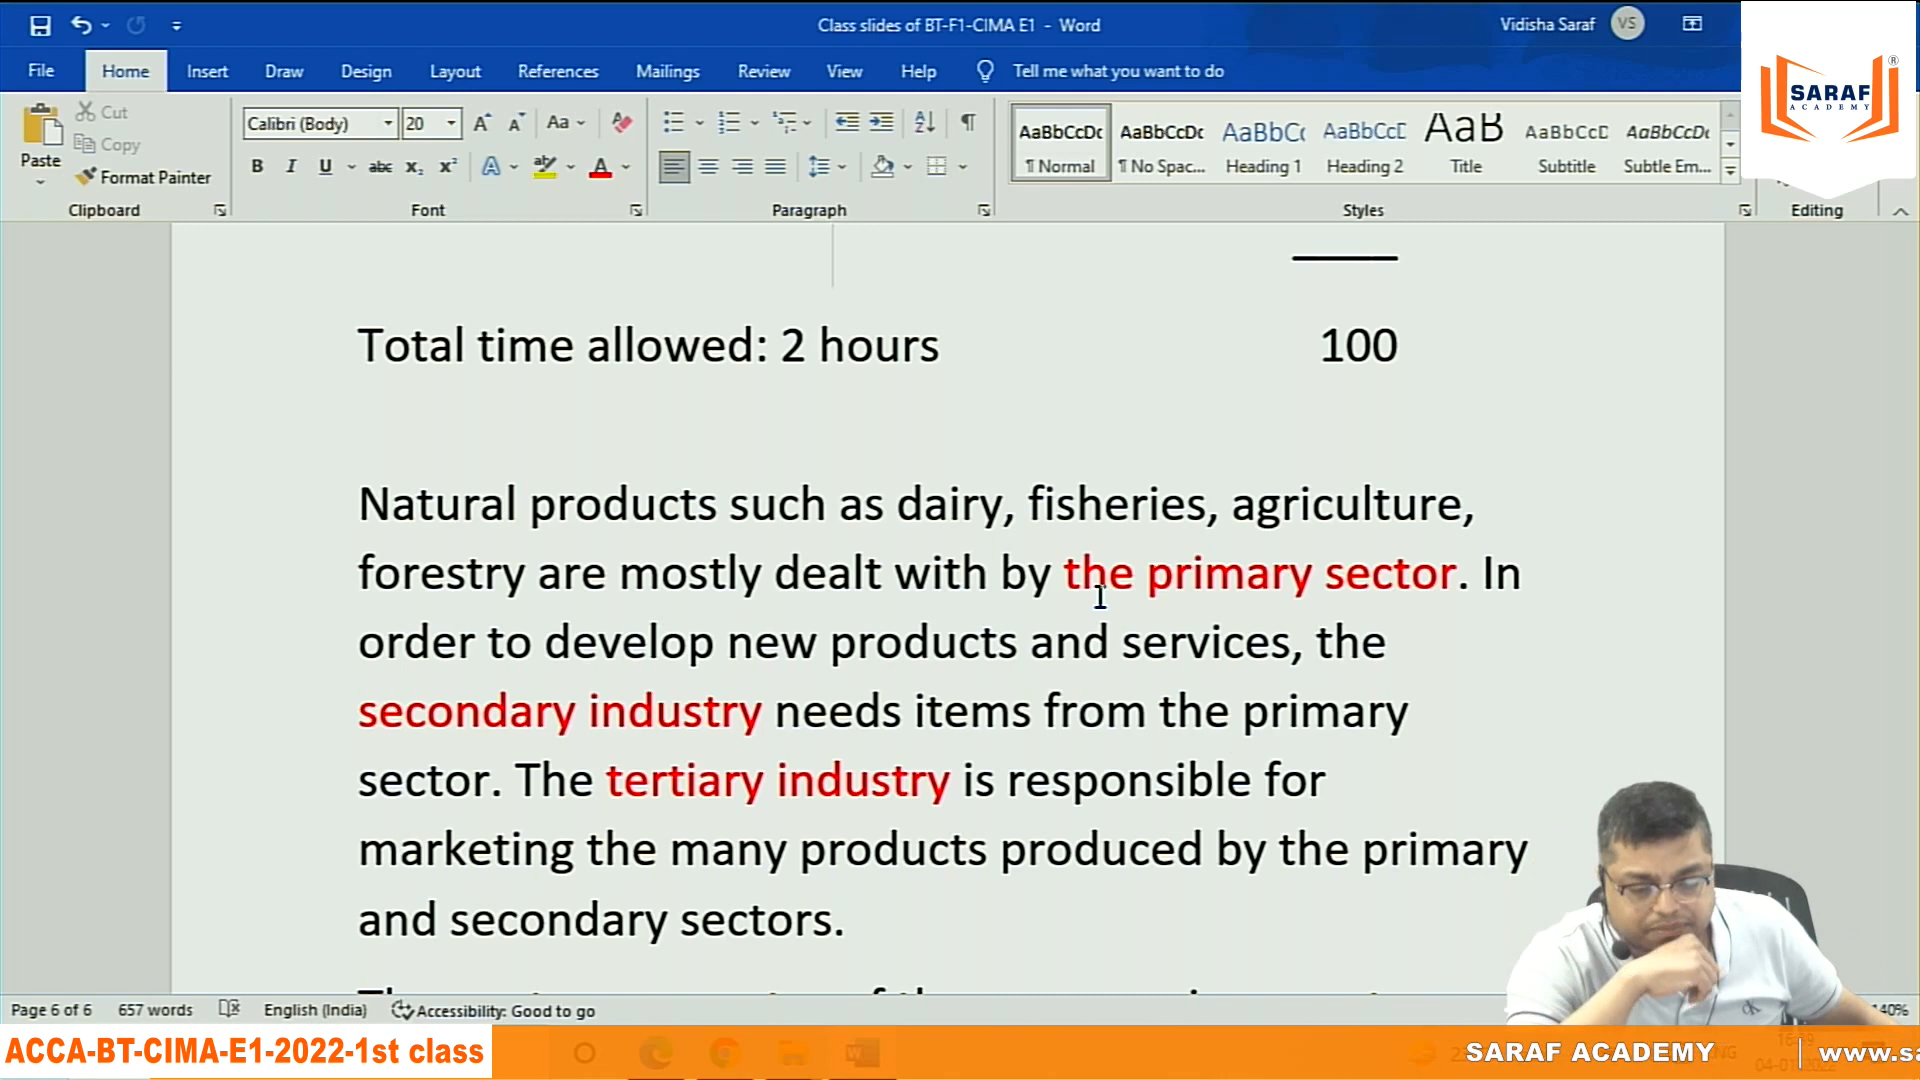 Class slides of BT-F1-CIMA E1 - Word
Vidisha Saraf
VS
File
Home
Insert
Draw
Design
Layout
References
Mailings
Review
View
Help
Tell me what you want to do
SARAF
ACADEMY
®
Paste
Cut
Copy
Format Painter
Clipboard
Calibri (Body)
20
Font
Paragraph
AaBbCcDc
¶ Normal
AaBbCcDc
¶ No Spac...
AaBbCc
Heading 1
AaBbCcC
Heading 2
AaB
Title
AaBbCcC
Subtitle
AaBbCcDc
Subtle Em...
Styles
Editing
Total time allowed: 2 hours 100
Natural products such as dairy, fisheries, agriculture,
forestry are mostly dealt with by the primary sector. In
order to develop new products and services, the
secondary industry needs items from the primary
sector. The tertiary industry is responsible for
marketing the many products produced by the primary
and secondary sectors.
Page 6 of 6
657 words
English (India)
Accessibility: Good to go
140%
ACCA-BT-CIMA-E1-2022-1st class
SARAF ACADEMY | www.sa